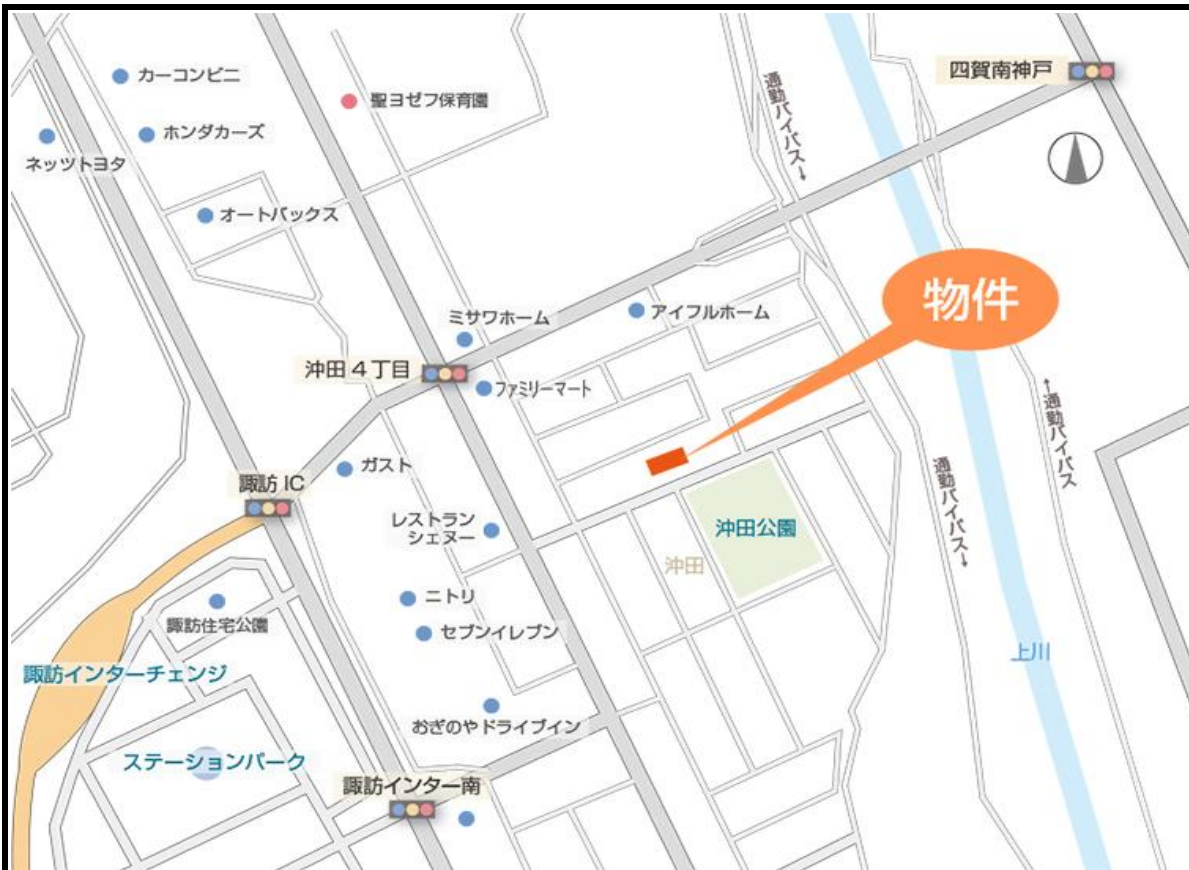 四賀南神戸
カーコンビニ
通勤バイパス→
聖ヨゼフ保育園
ホンダカーズ
ネッツトヨタ
オートバックス
物件
ミサワホーム
アイフルホーム
沖田4丁目
ファミリーマート
←通勤バイパス
ガスト
諏訪IC
通勤バイパス→
レストラン
シェヌー
沖田公園
沖田
ニトリ
諏訪住宅公園
セブンイレブン
上川
諏訪インターチェンジ
おぎのやドライブイン
ステーションパーク
諏訪インター南